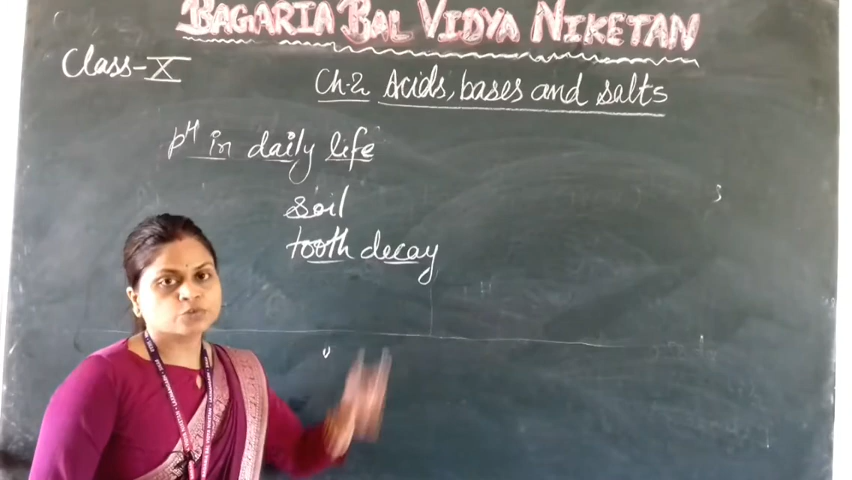 BAGARIA BAL VIDYA NIKETAN
Class-X
Ch-2 Acids, bases and salts
pH in daily life
soil
tooth decay